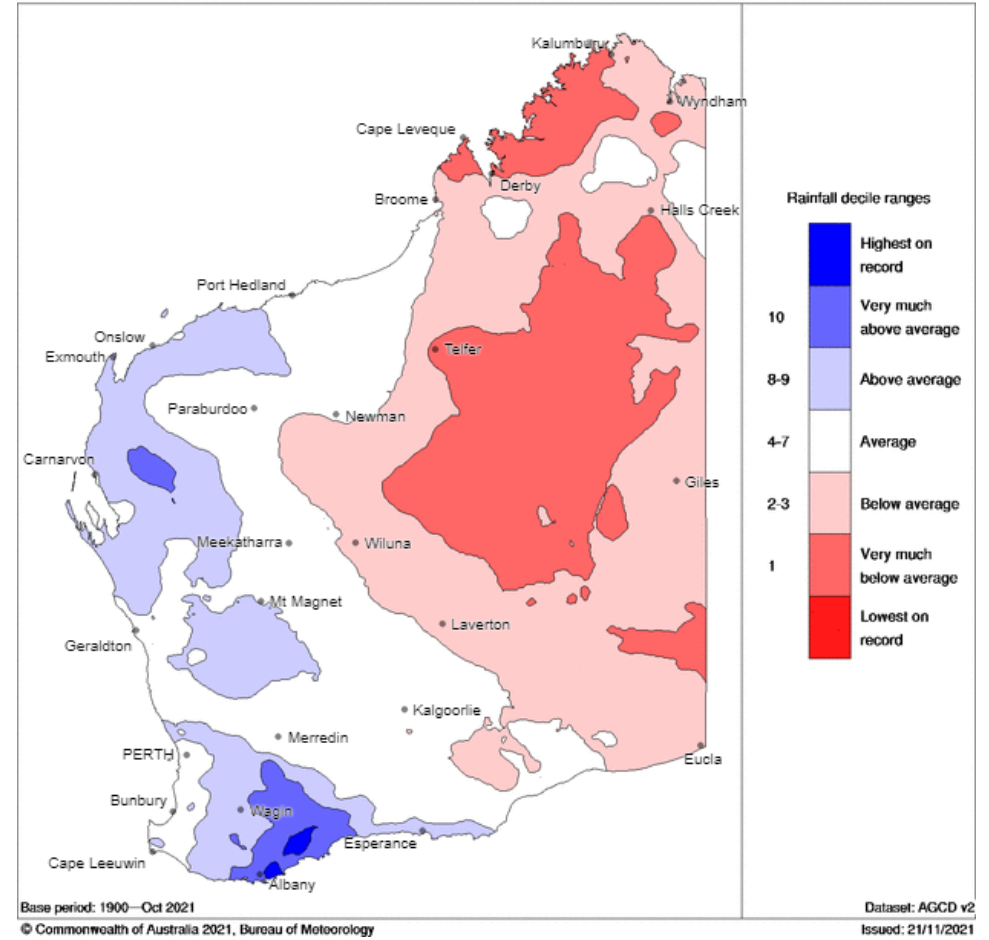 Kalumburu
Wyndham
Cape Leveque
Derby
Broome
Halls Creek
Port Hedland
Onslow
Exmouth
Telfer
Paraburdoo
Newman
Carnarvon
Giles
Meekatharra
Wiluna
Mt Magnet
Laverton
Geraldton
Kalgoorlie
Merredin
PERTH
Eucla
Bunbury
Wagin
Esperance
Cape Leeuwin
Albany
Rainfall decile ranges
Highest on
record
10
Very much
above average
8-9
Above average
4-7
Average
2-3
Below average
1
Very much
below average
Lowest on
record
Base period: 1900—Oct 2021
Dataset: AGCD v2
© Commonwealth of Australia 2021, Bureau of Meteorology
Issued: 21/11/2021